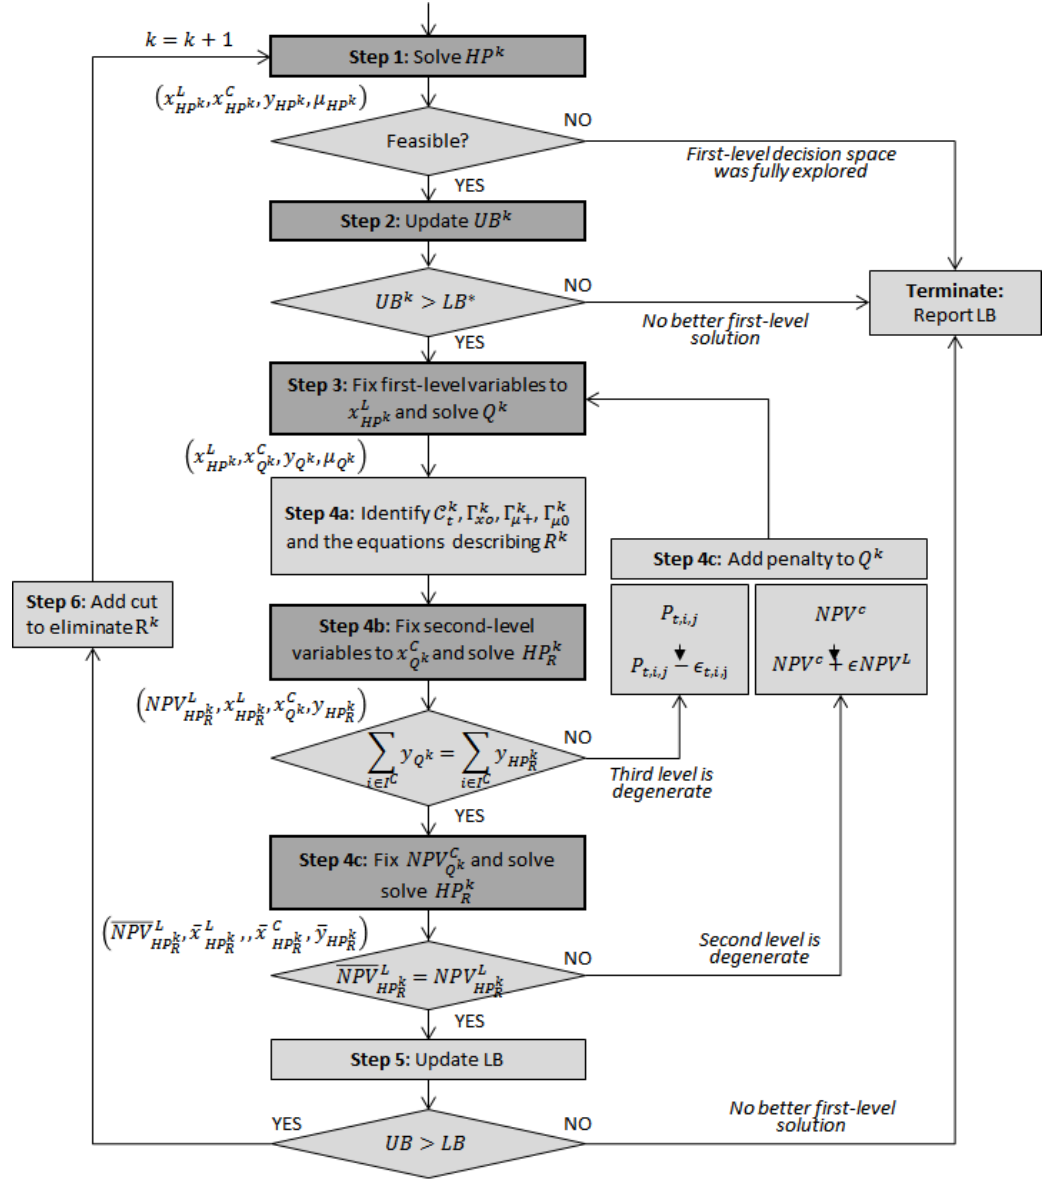 k = k + 1
Step 1: Solve HP^k
(x^L_{HP^k}, x^C_{HP^k}, y_{HP^k}, μ_{HP^k})
Feasible?
NO
First-level decision space
was fully explored
YES
Step 2: Update UB^k
UB^k > LB*
NO
No better first-level
solution
Terminate:
Report LB
YES
Step 3: Fix first-level variables to
x^L_{HP^k} and solve Q^k
(x^L_{HP^k}, x^C_{Q^k}, y_{Q^k}, μ_{Q^k})
Step 4a: Identify C^k_t, Γ^k_{xo}, Γ^k_{μ+}, Γ^k_{μ0}
and the equations describing R^k
Step 4c: Add penalty to Q^k
P_{t,i,j}
P_{t,i,j} − ϵ_{t,i,j}
NPV^c
NPV^c + ϵNPV^L
Step 6: Add cut
to eliminate R^k
Step 4b: Fix second-level
variables to x^C_{Q^k} and solve HP^k_R
(NPV^L_{HP^k_R}, x^L_{HP^k_R}, x^C_{Q^k}, y_{HP^k_R})
∑_{i∈I^C} y_{Q^k} = ∑_{i∈I^C} y_{HP^k_R}
NO
Third level is
degenerate
YES
Step 4c: Fix NPV^C_{Q^k} and solve
solve HP^k_R
(\overline{NPV}^L_{HP^k_R}, \bar{x}^L_{HP^k_R}, , \bar{x}^C_{HP^k_R}, \bar{y}_{HP^k_R})
Second level is
degenerate
\overline{NPV}^L_{HP^k_R} = NPV^L_{HP^k_R}
NO
YES
Step 5: Update LB
YES
UB > LB
NO
No better first-level
solution